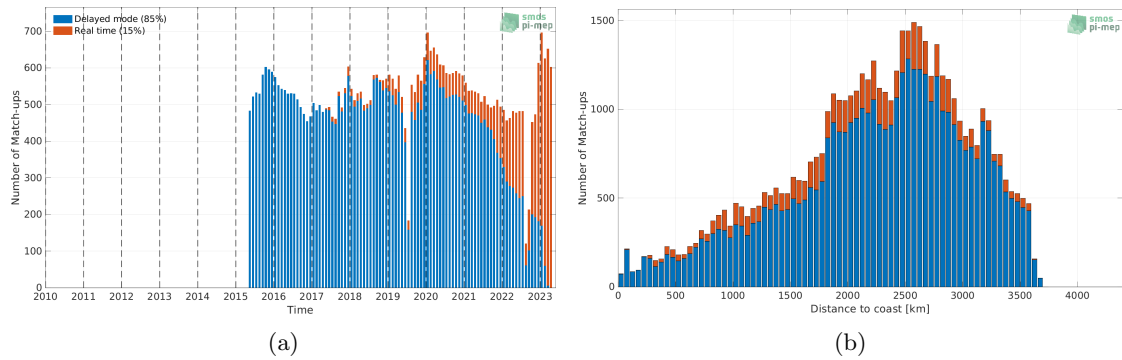 Delayed mode (85%)
Real time (15%)
smos
pi-mep
Number of Match-ups
700
600
500
400
300
200
100
0
2010 2011 2012 2013 2014 2015 2016 2017 2018 2019 2020 2021 2022 2023
Time
(a)
smos
pi-mep
Number of Match-ups
1500
1000
500
0
0 500 1000 1500 2000 2500 3000 3500 4000
Distance to coast [km]
(b)